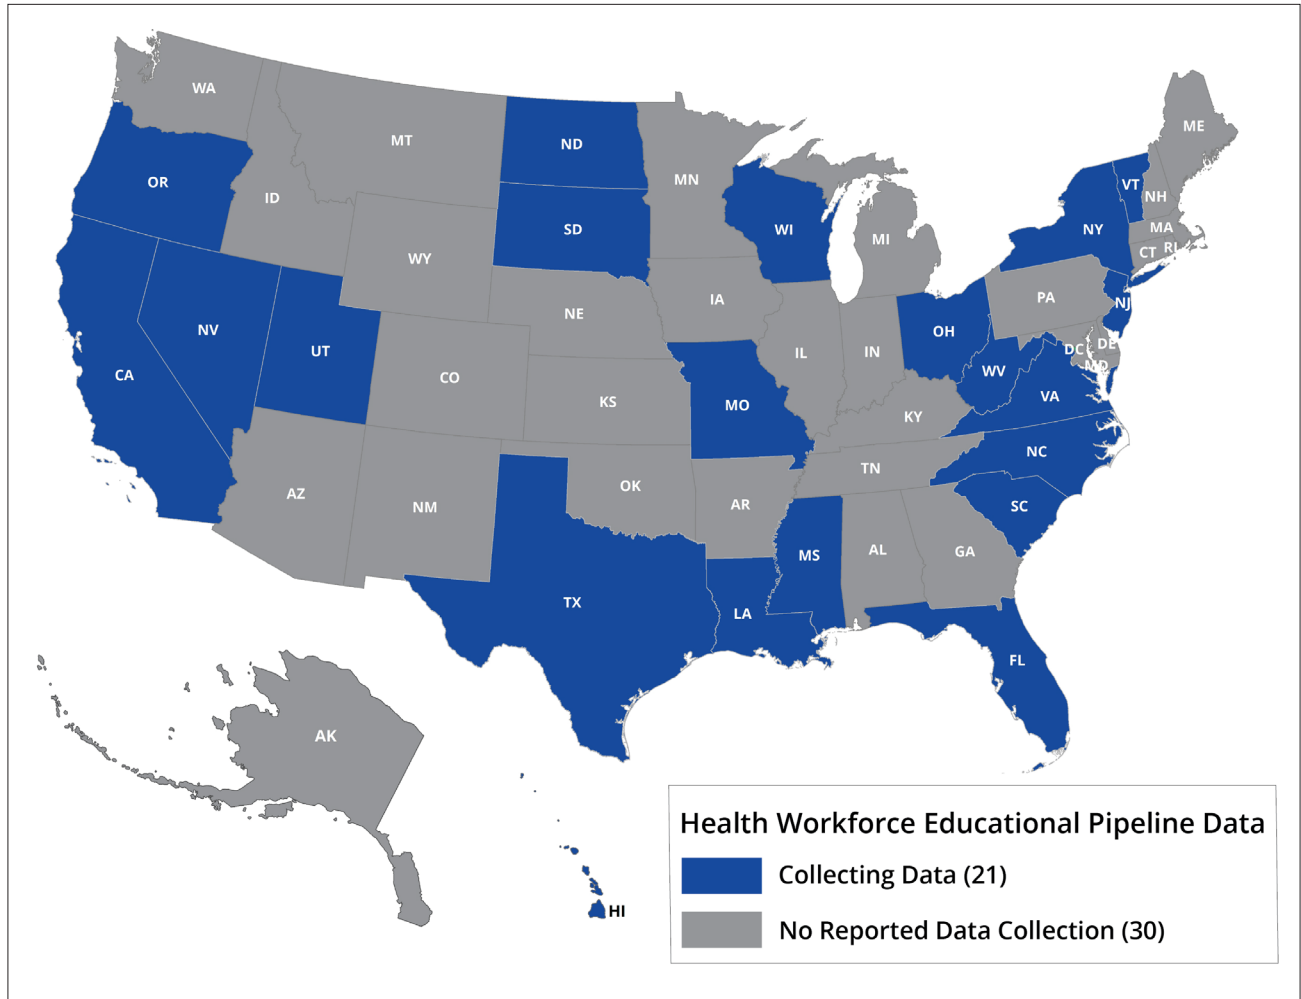 WA
MT
ND
MN
ME
OR
ID
SD
WI
MI
VT
NH
NY
MA
CT RI
WY
NE
IA
PA
NJ
NV
UT
CO
KS
IL
IN
OH
DC
DE
MD
WV
VA
CA
MO
KY
NC
AZ
NM
OK
AR
TN
SC
TX
LA
MS
AL
GA
FL
AK
HI
Health Workforce Educational Pipeline Data
Collecting Data (21)
No Reported Data Collection (30)